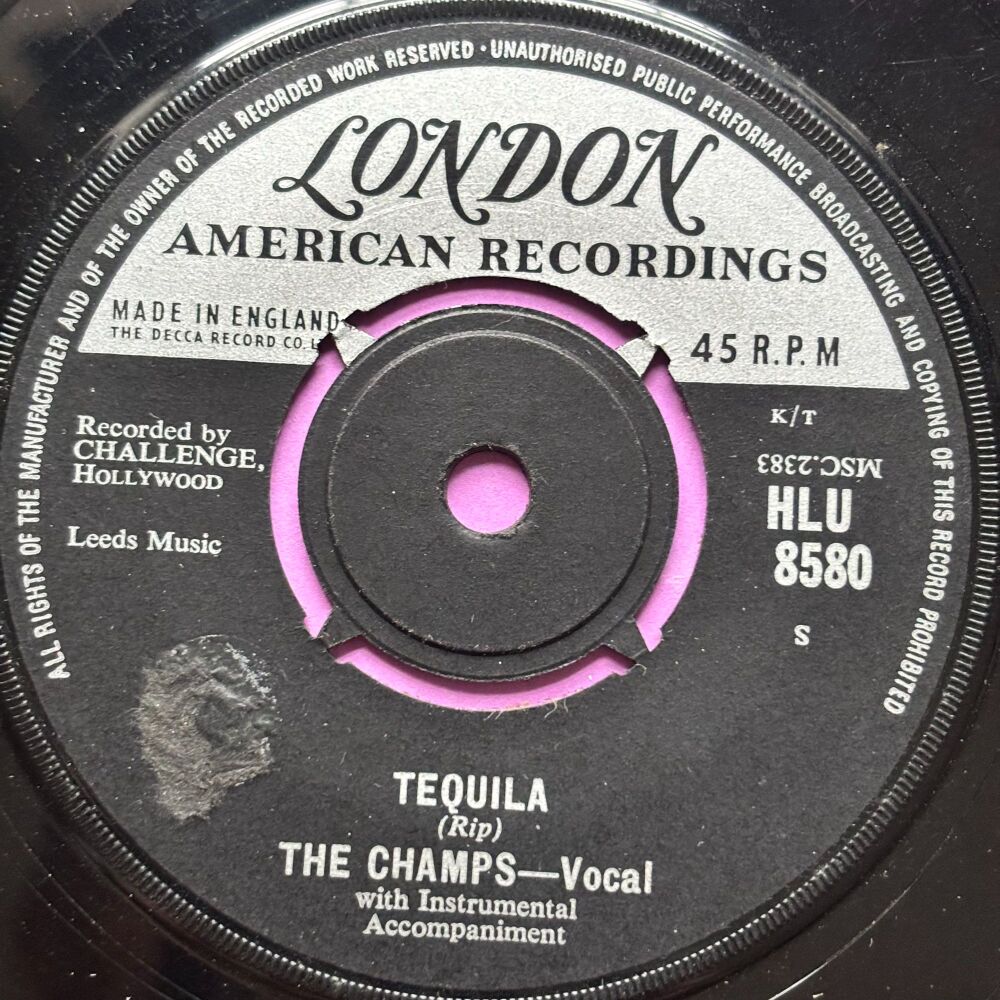 ALL RIGHTS OF THE MANUFACTURER AND OF THE OWNER OF THE RECORDED WORK RESERVED · UNAUTHORISED PUBLIC PERFORMANCE BROADCASTING AND COPYING OF THIS RECORD PROHIBITED
LONDON
AMERICAN RECORDINGS
MADE IN ENGLAND
THE DECCA RECORD CO.
45 R.P.M
K/T
Recorded by
CHALLENGE,
HOLLYWOOD
MSC.2383
HLU
8580
Leeds Music
S
TEQUILA
(Rip)
THE CHAMPS—Vocal
with Instrumental
Accompaniment